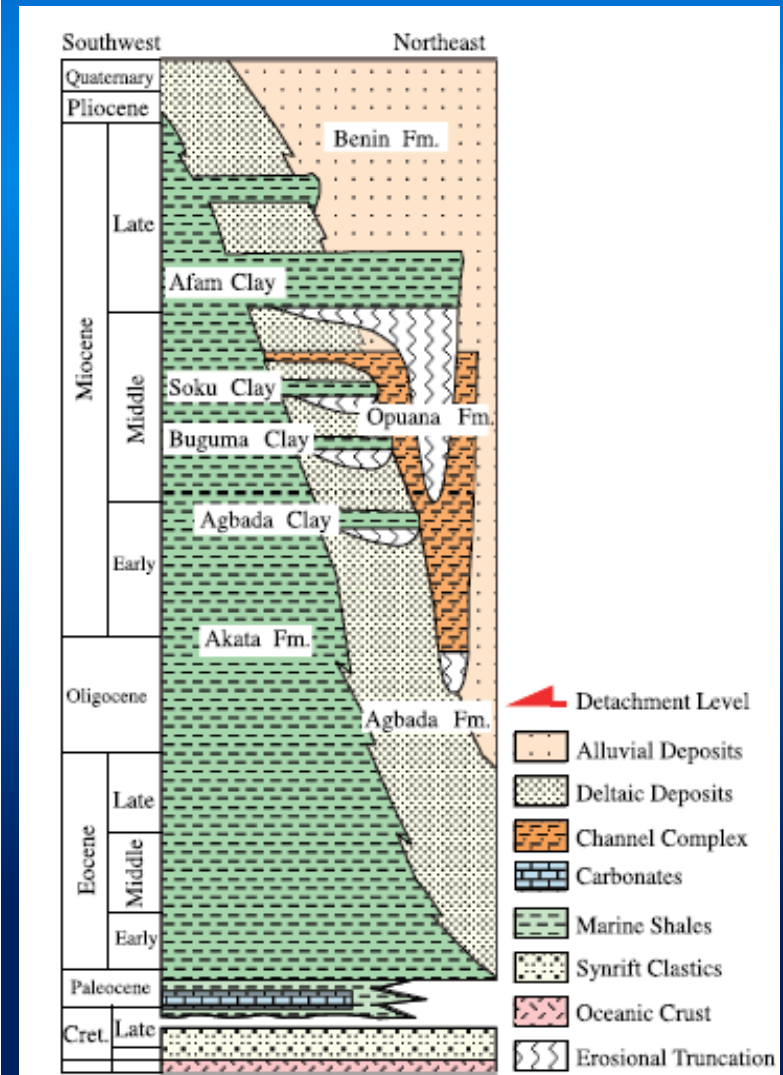 Southwest Northeast
Quaternary
Pliocene
Benin Fm.
Late
Afam Clay
Miocene
Middle
Soku Clay
Opuana Fm.
Buguma Clay
Agbada Clay
Early
Akata Fm.
Oligocene
Agbada Fm.
Late
Eocene
Middle
Early
Paleocene
Cret. Late
Detachment Level
Alluvial Deposits
Deltaic Deposits
Channel Complex
Carbonates
Marine Shales
Synrift Clastics
Oceanic Crust
Erosional Truncation